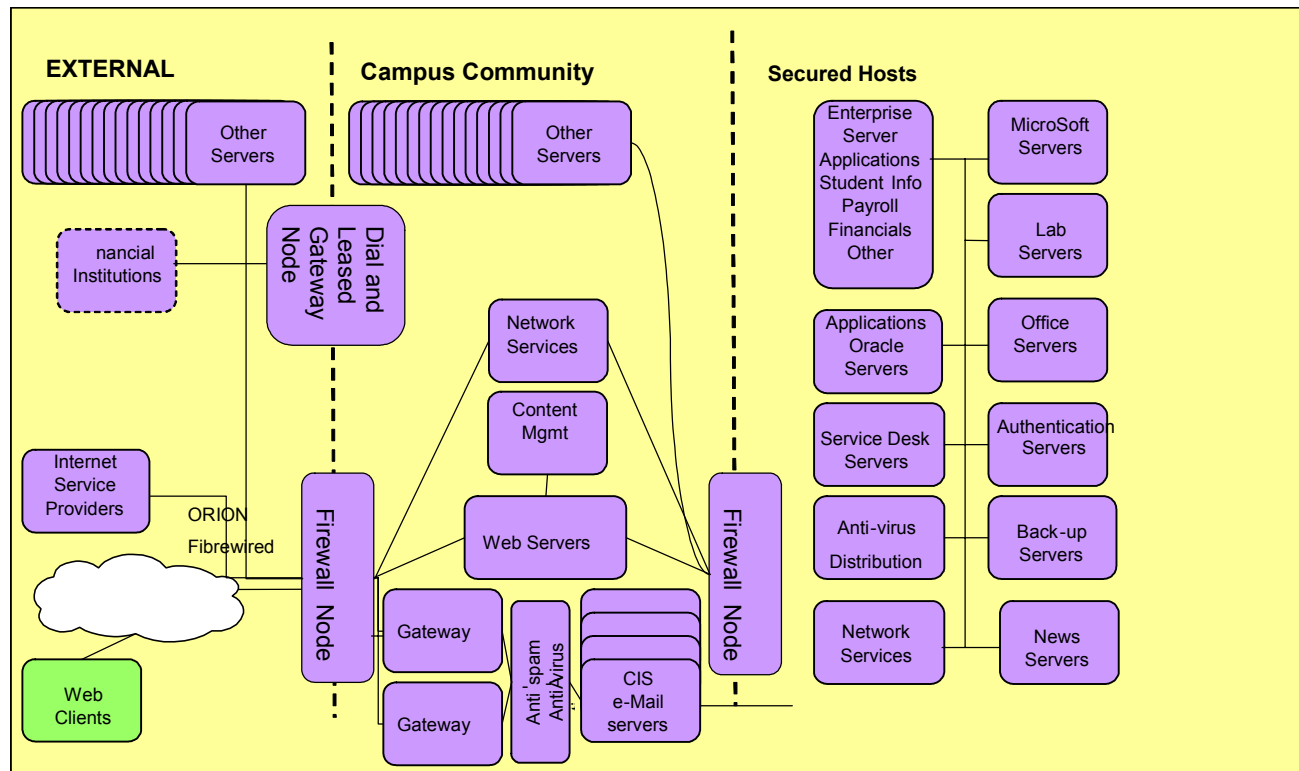 EXTERNAL
Campus Community
Secured Hosts
Other
Servers
Other
Servers
Enterprise
Server
Applications
Student Info
Payroll
Financials
Other
MicroSoft
Servers
Lab
Servers
nancial
Institutions
Dial and
Leased
Gateway
Node
Network
Services
Content
Mgmt
Web Servers
Applications
Oracle
Servers
Office
Servers
Service Desk
Servers
Authentication
Servers
Internet
Service
Providers
ORION
Fibrewired
Firewall Node
Firewall Node
Anti-virus
Distribution
Back-up
Servers
Gateway
Gateway
Anti spam
CIS
e-Mail
servers
Network
Services
News
Servers
Web
Clients